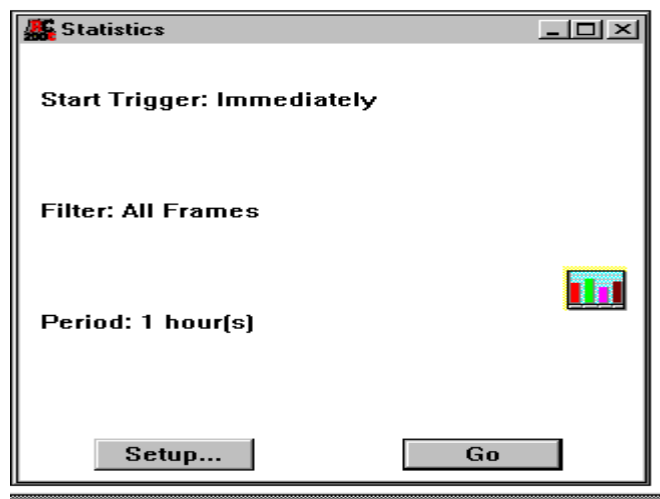 Statistics
Start Trigger: Immediately
Filter: All Frames
Period: 1 hour(s)
Setup...
Go